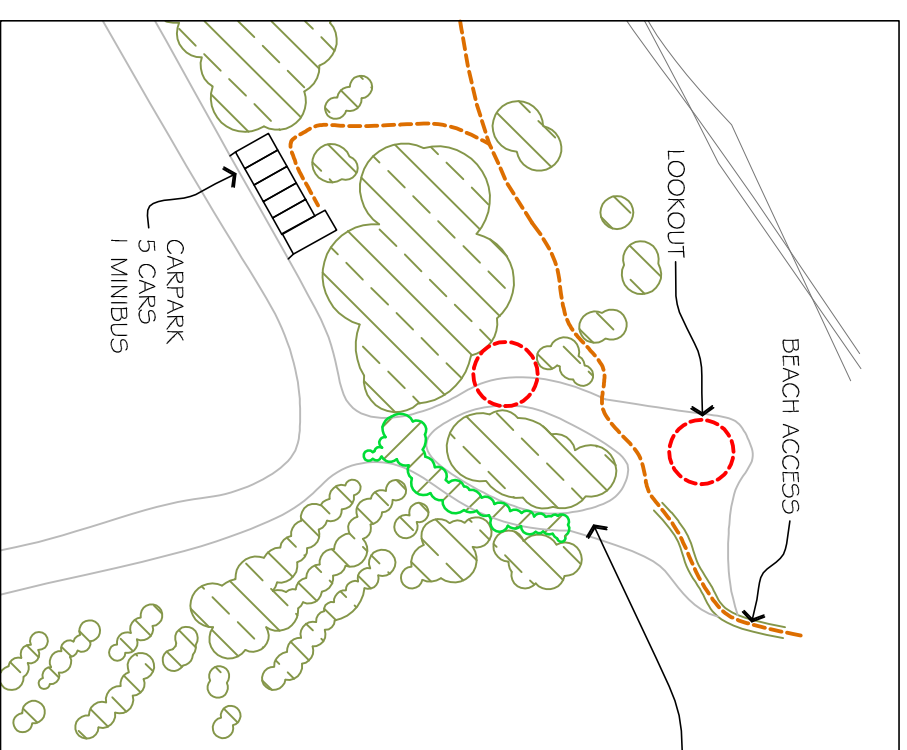 LOOKOUT
BEACH ACCESS
CARPARK
5 CARS
1 MINIBUS